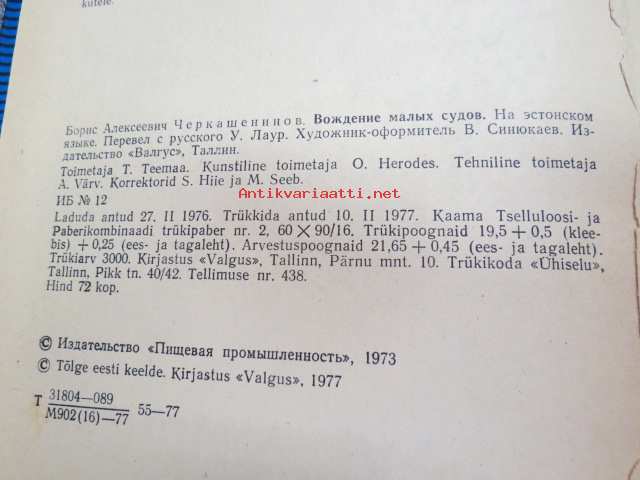 kutele.
Борис Алексеевич Черкашенинов. Вождение малых судов. На эстонском
языке. Перевел с русского У. Лаур. Художник-оформитель В. Синюкаев. Из-
дательство «Валгус», Таллин.
Toimetaja T. Teemaa. Kunstiline toimetaja O. Herodes. Tehniline toimetaja
A. Värv. Korrektorid S. Hiie ja M. Seeb.
Antikvariaatti.net
ИБ № 12
Laduda antud 27. II 1976. Trükkida antud 10. II 1977. Kaama Tselluloosi- ja
Paberikombinaadi trükipaber nr. 2, 60×90/16. Trükipoognaid 19,5+0,5 (klee-
bis) +0,25 (ees- ja tagaleht). Arvestuspoognaid 21,65+0,45 (ees- ja tagaleht).
Trükiarv 3000. Kirjastus «Valgus», Tallinn, Pärnu mnt. 10. Trükikoda «Ühiselu»,
Tallinn, Pikk tn. 40/42. Tellimuse nr. 438.
Hind 72 kop.
© Издательство «Пищевая промышленность», 1973
© Tõlge eesti keelde. Kirjastus «Valgus», 1977
Т 31804—089
М902(16)—77 55—77